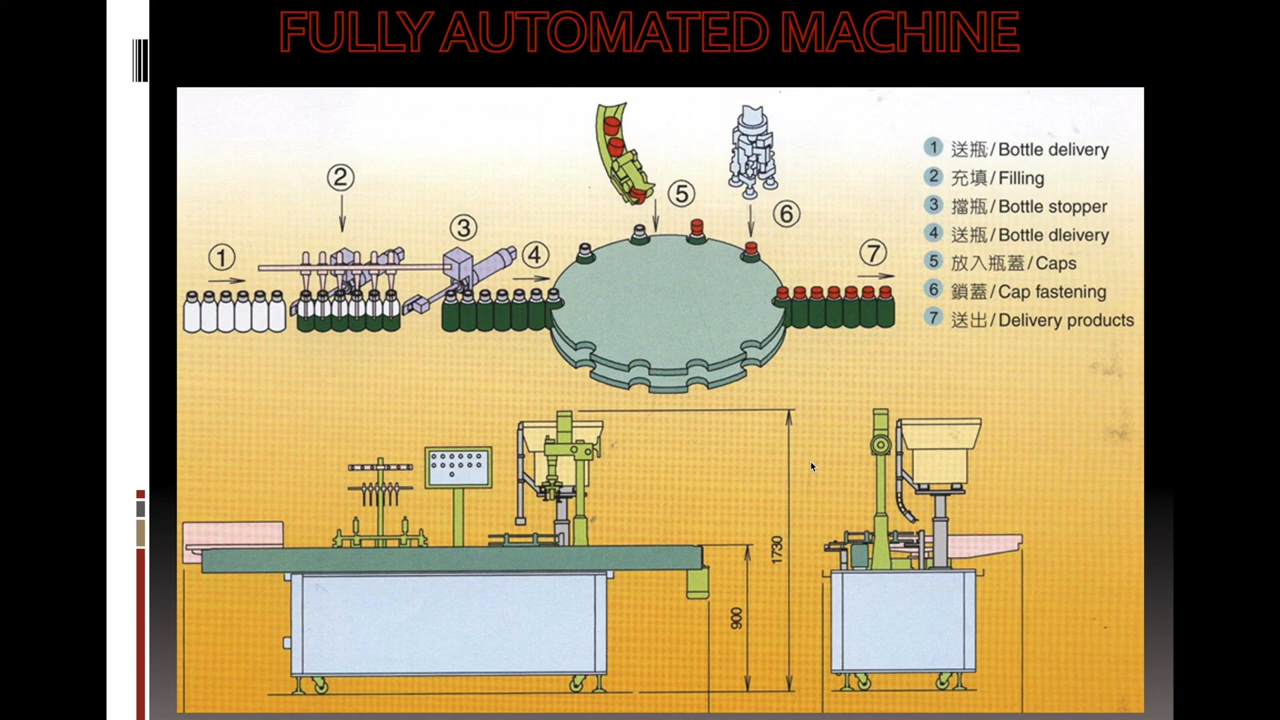 FULLY AUTOMATED MACHINE
1 送瓶/Bottle delivery
2 充填/Filling
3 擋瓶/Bottle stopper
4 送瓶/Bottle dleivery
5 放入瓶蓋/Caps
6 鎖蓋/Cap fastening
7 送出/Delivery products
①
②
③
④
⑤
⑥
⑦
1730
900